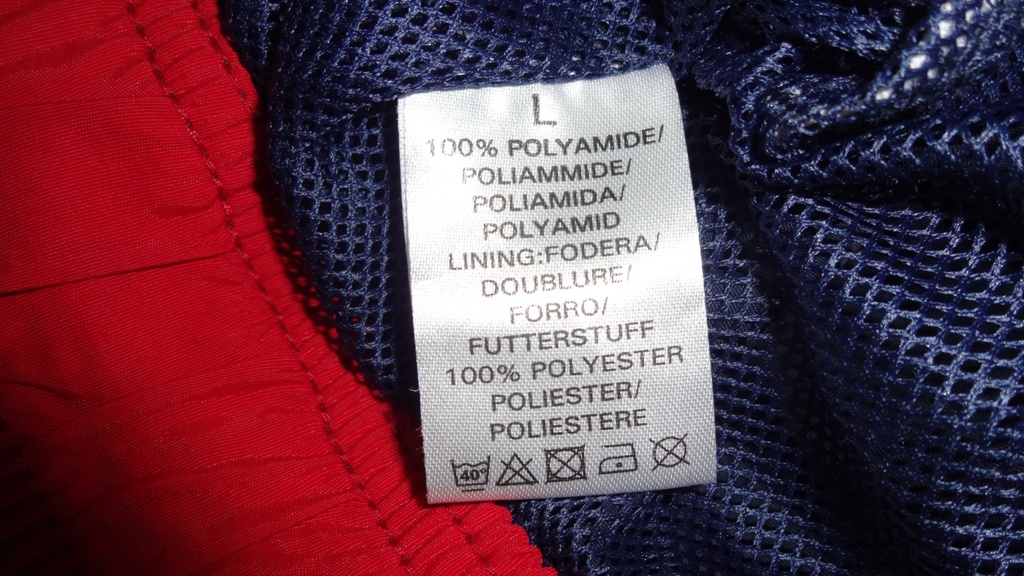 L
100% POLYAMIDE/
POLIAMMIDE/
POLIAMIDA/
POLYAMID
LINING:FODERA/
DOUBLURE/
FORRO/
FUTTERSTUFF
100% POLYESTER
POLIESTER/
POLIESTERE
40°